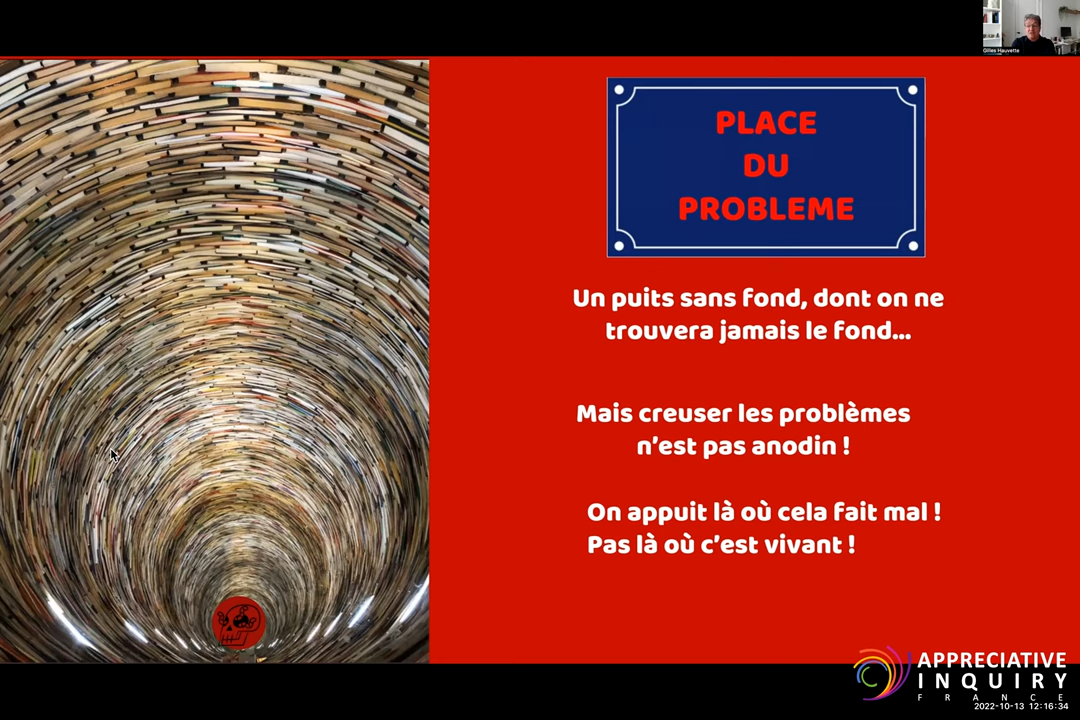 Gilles Hauvette
PLACE
DU
PROBLEME
Un puits sans fond, dont on ne
trouvera jamais le fond...
Mais creuser les problèmes
n'est pas anodin !
On appuit là où cela fait mal !
Pas là où c'est vivant !
APPRECIATIVE
INQUIRY
FRANCE
2022-10-13 12:16:34